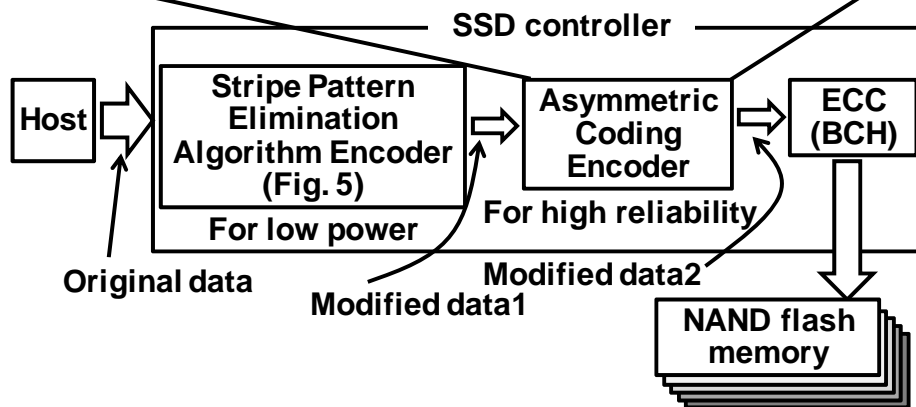 SSD controller
Host
Stripe Pattern
Elimination
Algorithm Encoder
(Fig. 5)
For low power
Asymmetric
Coding
Encoder
For high reliability
ECC
(BCH)
Original data
Modified data1
Modified data2
NAND flash
memory